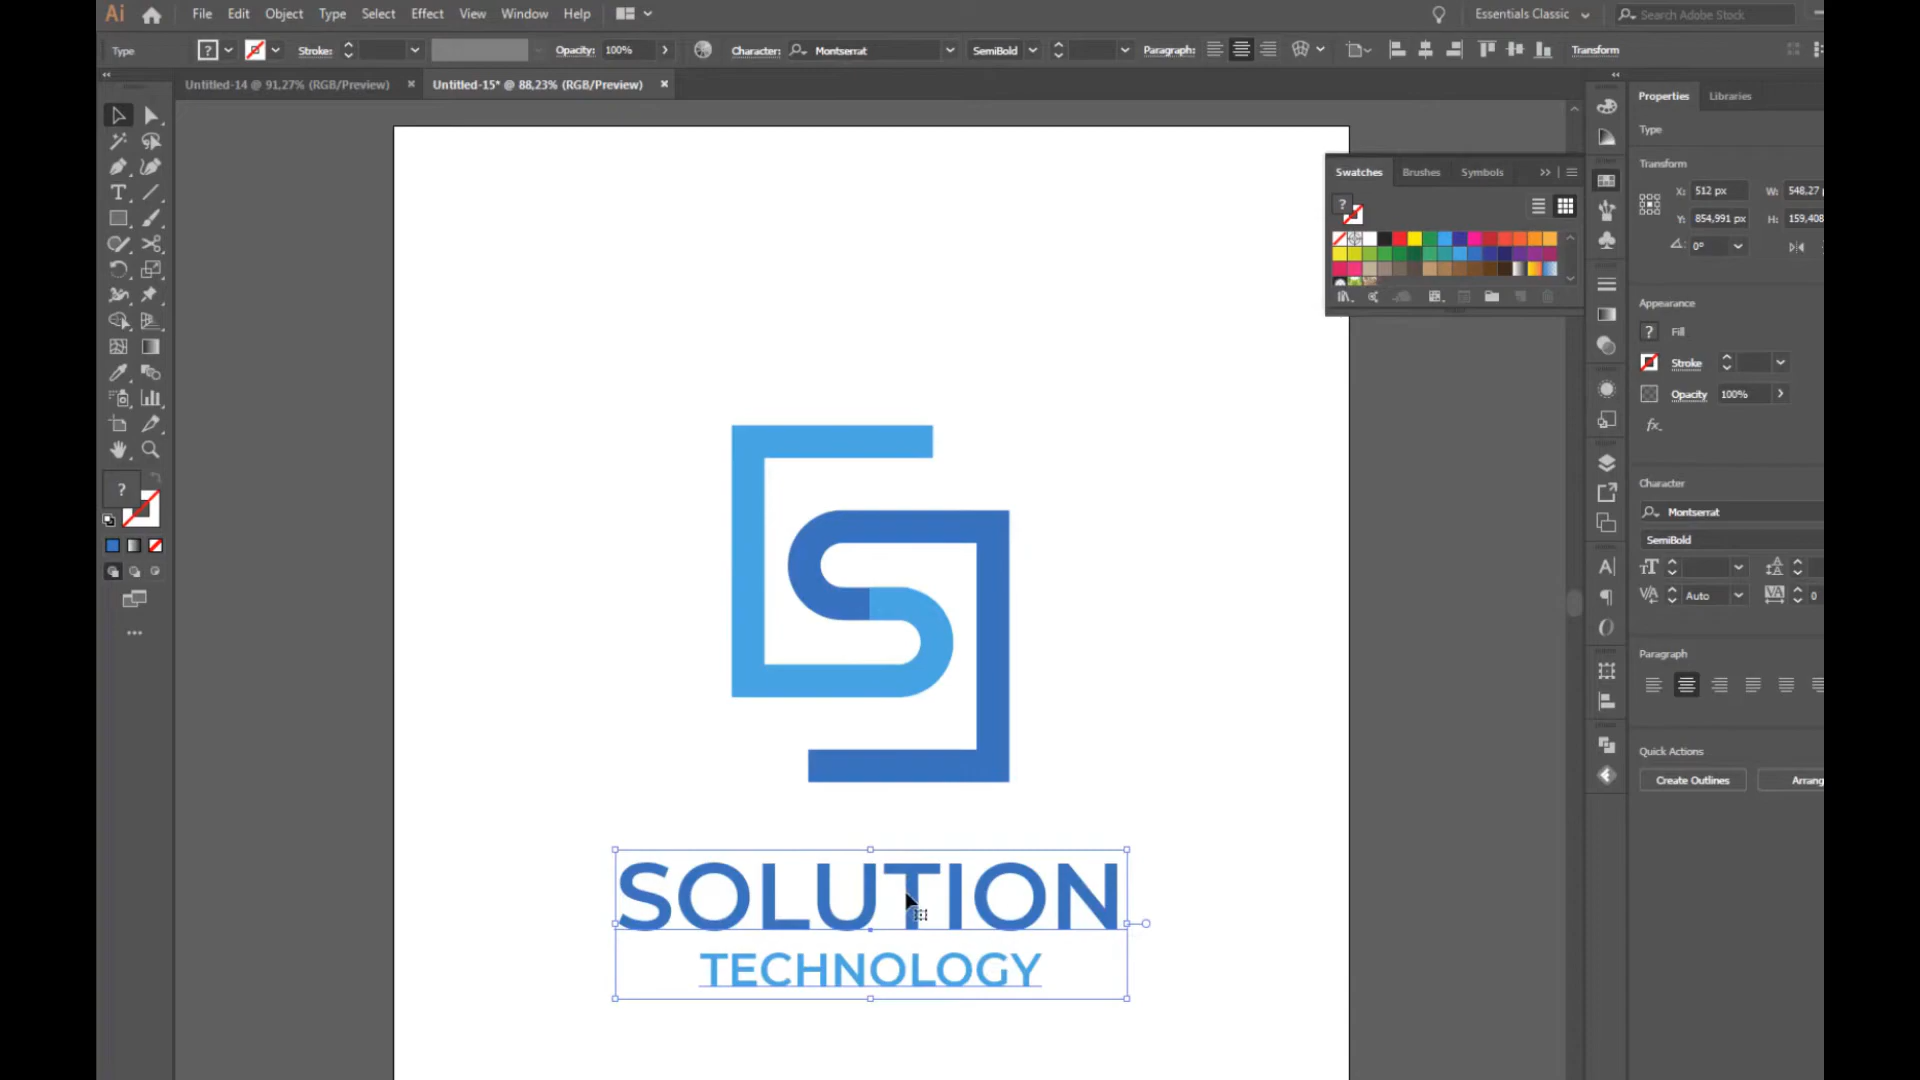 Ai File Edit Object Type Select Effect View Window Help Essentials Classic Search Adobe Stock
Type ? Stroke: Opacity: 100% Character: Montserrat SemiBold Paragraph: Transform
Untitled-14 @ 91,27% (RGB/Preview) × Untitled-15* @ 88,23% (RGB/Preview) ×
Properties Libraries
Type
Transform
X: 512 px W: 548,27
Y: 854,991 px H: 159,408
0°
Swatches Brushes Symbols
?
Appearance
? Fill
Stroke
Opacity 100%
fx
Character
Montserrat
SemiBold
Auto 0
Paragraph
Quick Actions
Create Outlines Arrang
?
SOLUTION
TECHNOLOGY